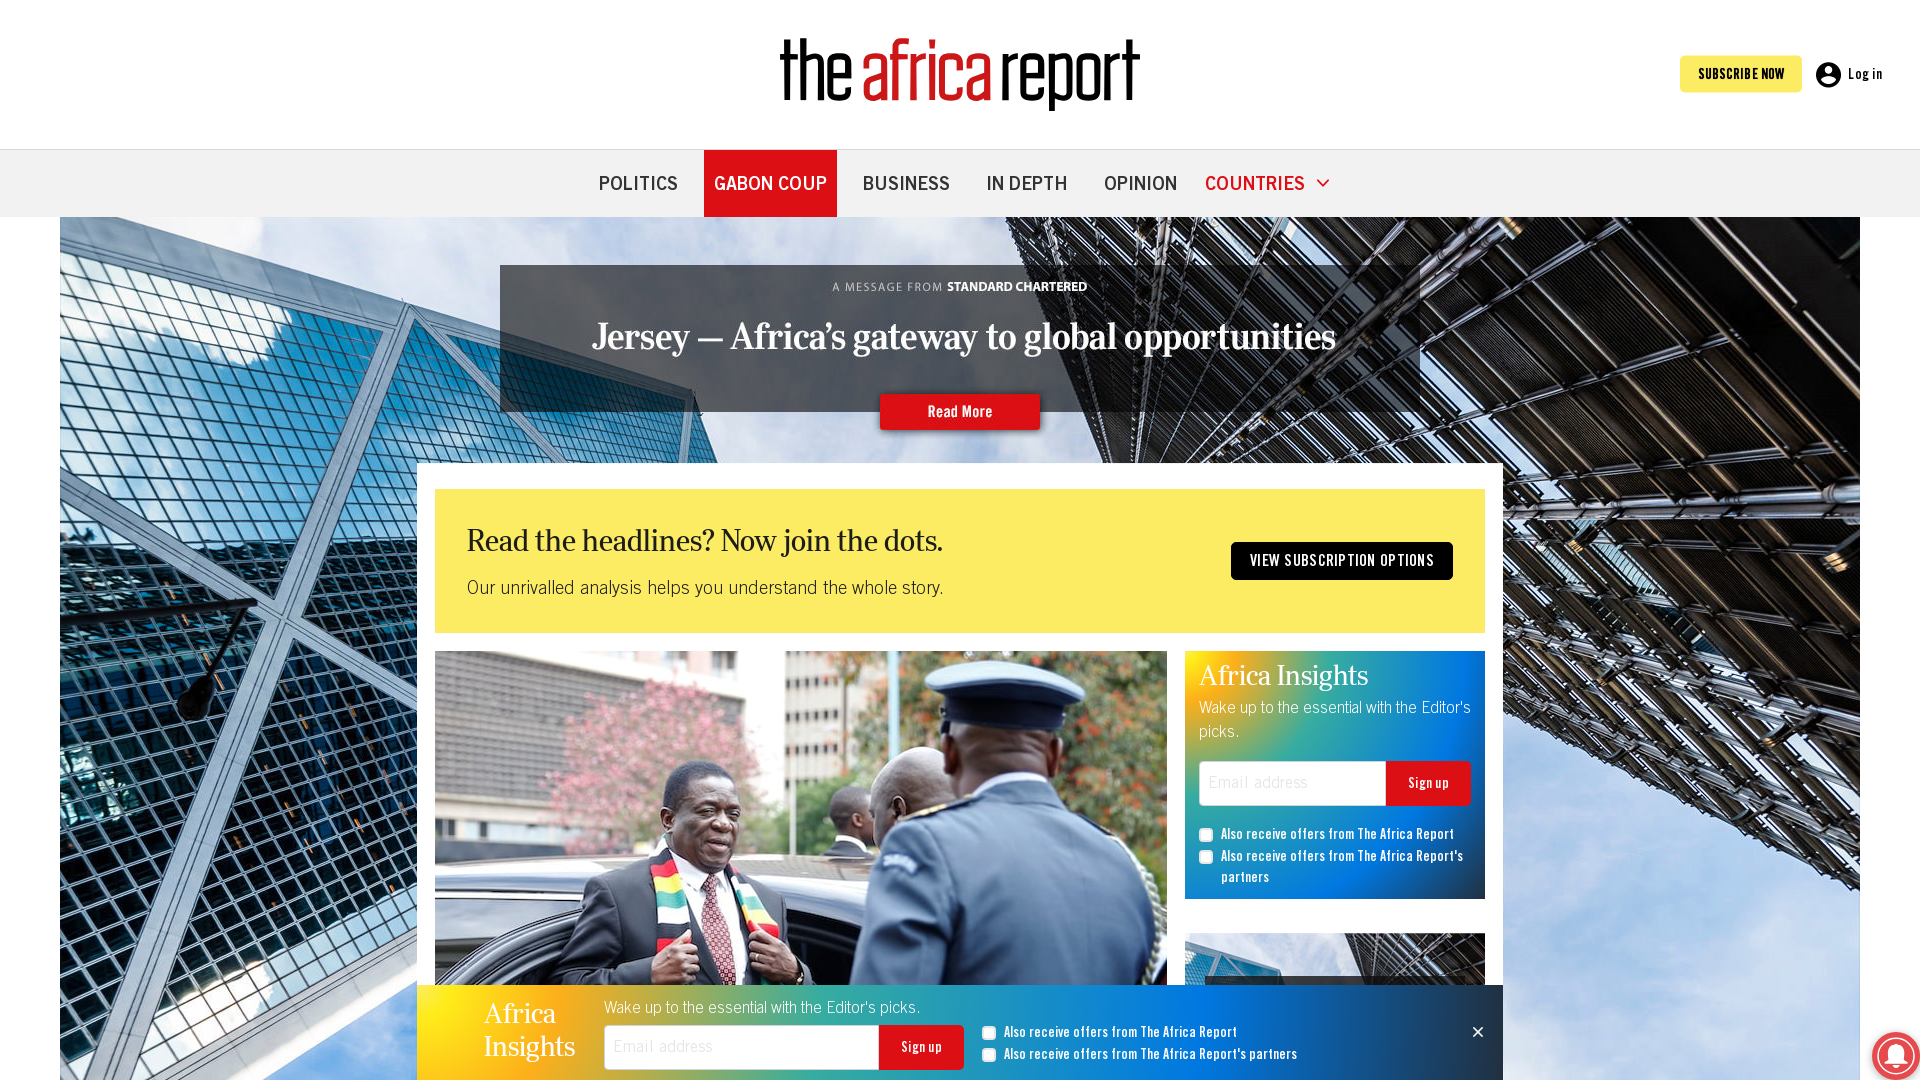 the africa report
SUBSCRIBE NOW
Log in
POLITICS
GABON COUP
BUSINESS
IN DEPTH
OPINION
COUNTRIES
A MESSAGE FROM STANDARD CHARTERED
Jersey — Africa's gateway to global opportunities
Read More
Read the headlines? Now join the dots.
Our unrivalled analysis helps you understand the whole story.
VIEW SUBSCRIPTION OPTIONS
Africa Insights
Wake up to the essential with the Editor's
picks.
Email address
Sign up
Also receive offers from The Africa Report
Also receive offers from The Africa Report's
partners
Africa
Insights
Wake up to the essential with the Editor's picks.
Email address
Sign up
Also receive offers from The Africa Report
Also receive offers from The Africa Report's partners